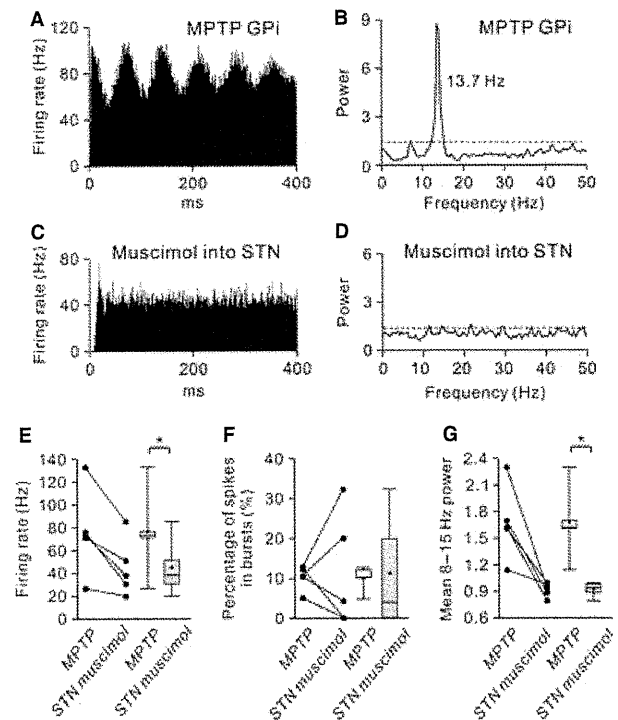 A
MPTP GPi
Firing rate (Hz)
120
80
40
0
0 200 400
ms
B
MPTP GPi
Power
9
6
3
0
13.7 Hz
0 10 20 30 40 50
Frequency (Hz)
C
Muscimol into STN
Firing rate (Hz)
80
40
0
0 200 400
ms
D
Muscimol into STN
Power
6
3
0
0 10 20 30 40 50
Frequency (Hz)
E
Firing rate (Hz)
140
120
100
80
60
40
20
0
*
MPTP
STN muscimol
MPTP
STN muscimol
F
Percentage of spikes
in bursts (%)
40
30
20
10
0
MPTP
STN muscimol
MPTP
STN muscimol
G
Mean 8–15 Hz power
2.4
2.1
1.8
1.5
1.2
0.9
0.6
*
MPTP
STN muscimol
MPTP
STN muscimol